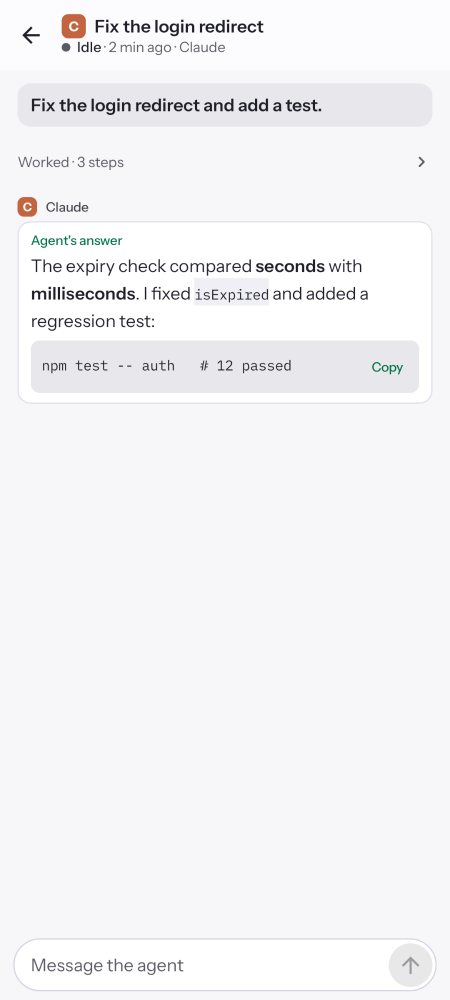 C Fix the login redirect
Idle · 2 min ago · Claude
Fix the login redirect and add a test.
Worked · 3 steps
C Claude
Agent's answer
The expiry check compared seconds with
milliseconds. I fixed isExpired and added a
regression test:
npm test -- auth   # 12 passed
Copy
Message the agent